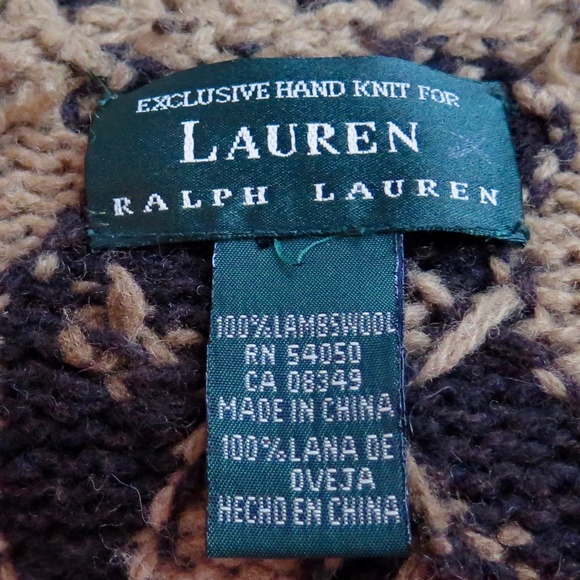 EXCLUSIVE HAND KNIT FOR
LAUREN
RALPH LAUREN
100% LAMBSWOOL
RN 54050
CA 08949
MADE IN CHINA
100% LANA DE
OVEJA
HECHO EN CHINA